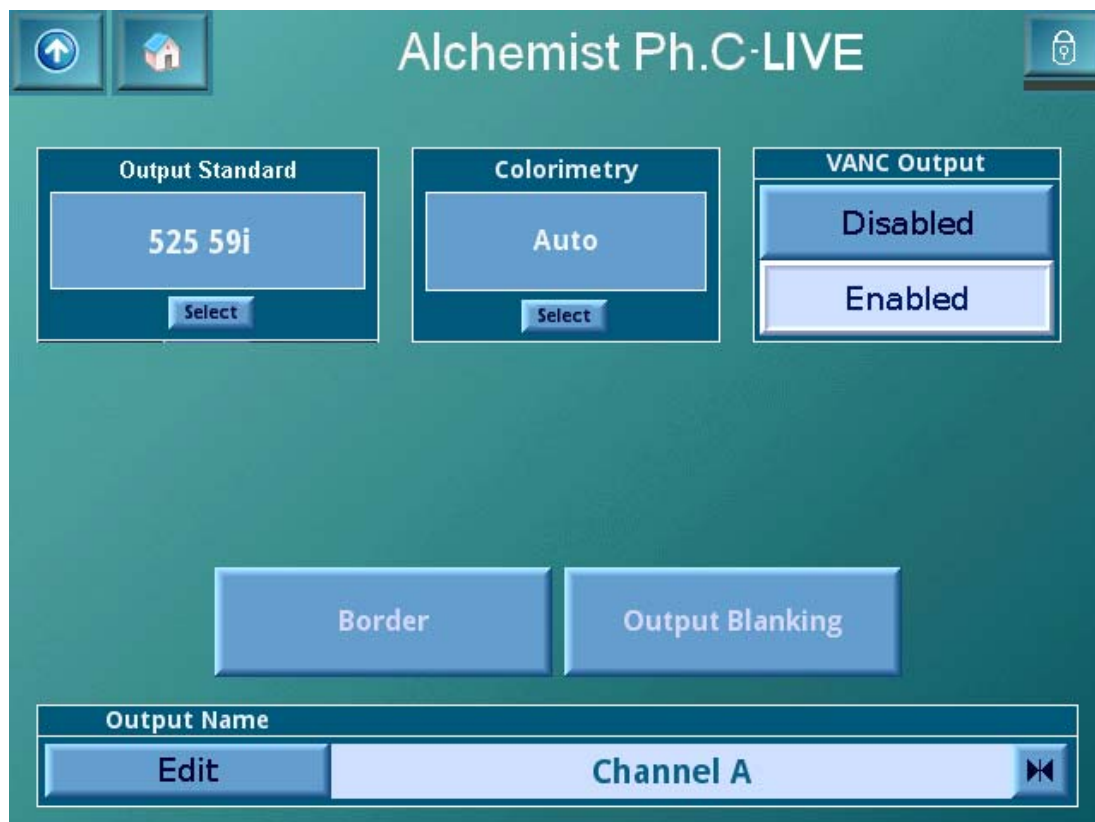 Alchemist Ph.C-LIVE
Output Standard
525 59i
Select
Colorimetry
Auto
Select
VANC Output
Disabled
Enabled
Border
Output Blanking
Output Name
Edit
Channel A